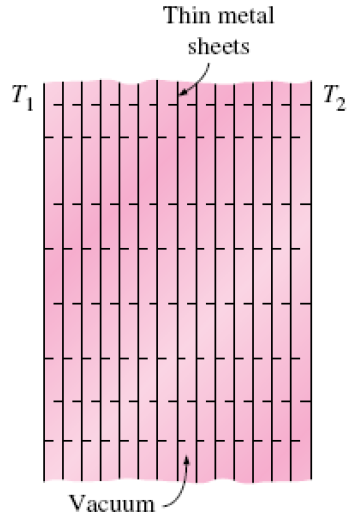 Thin metal
sheets
T₁
T₂
Vacuum